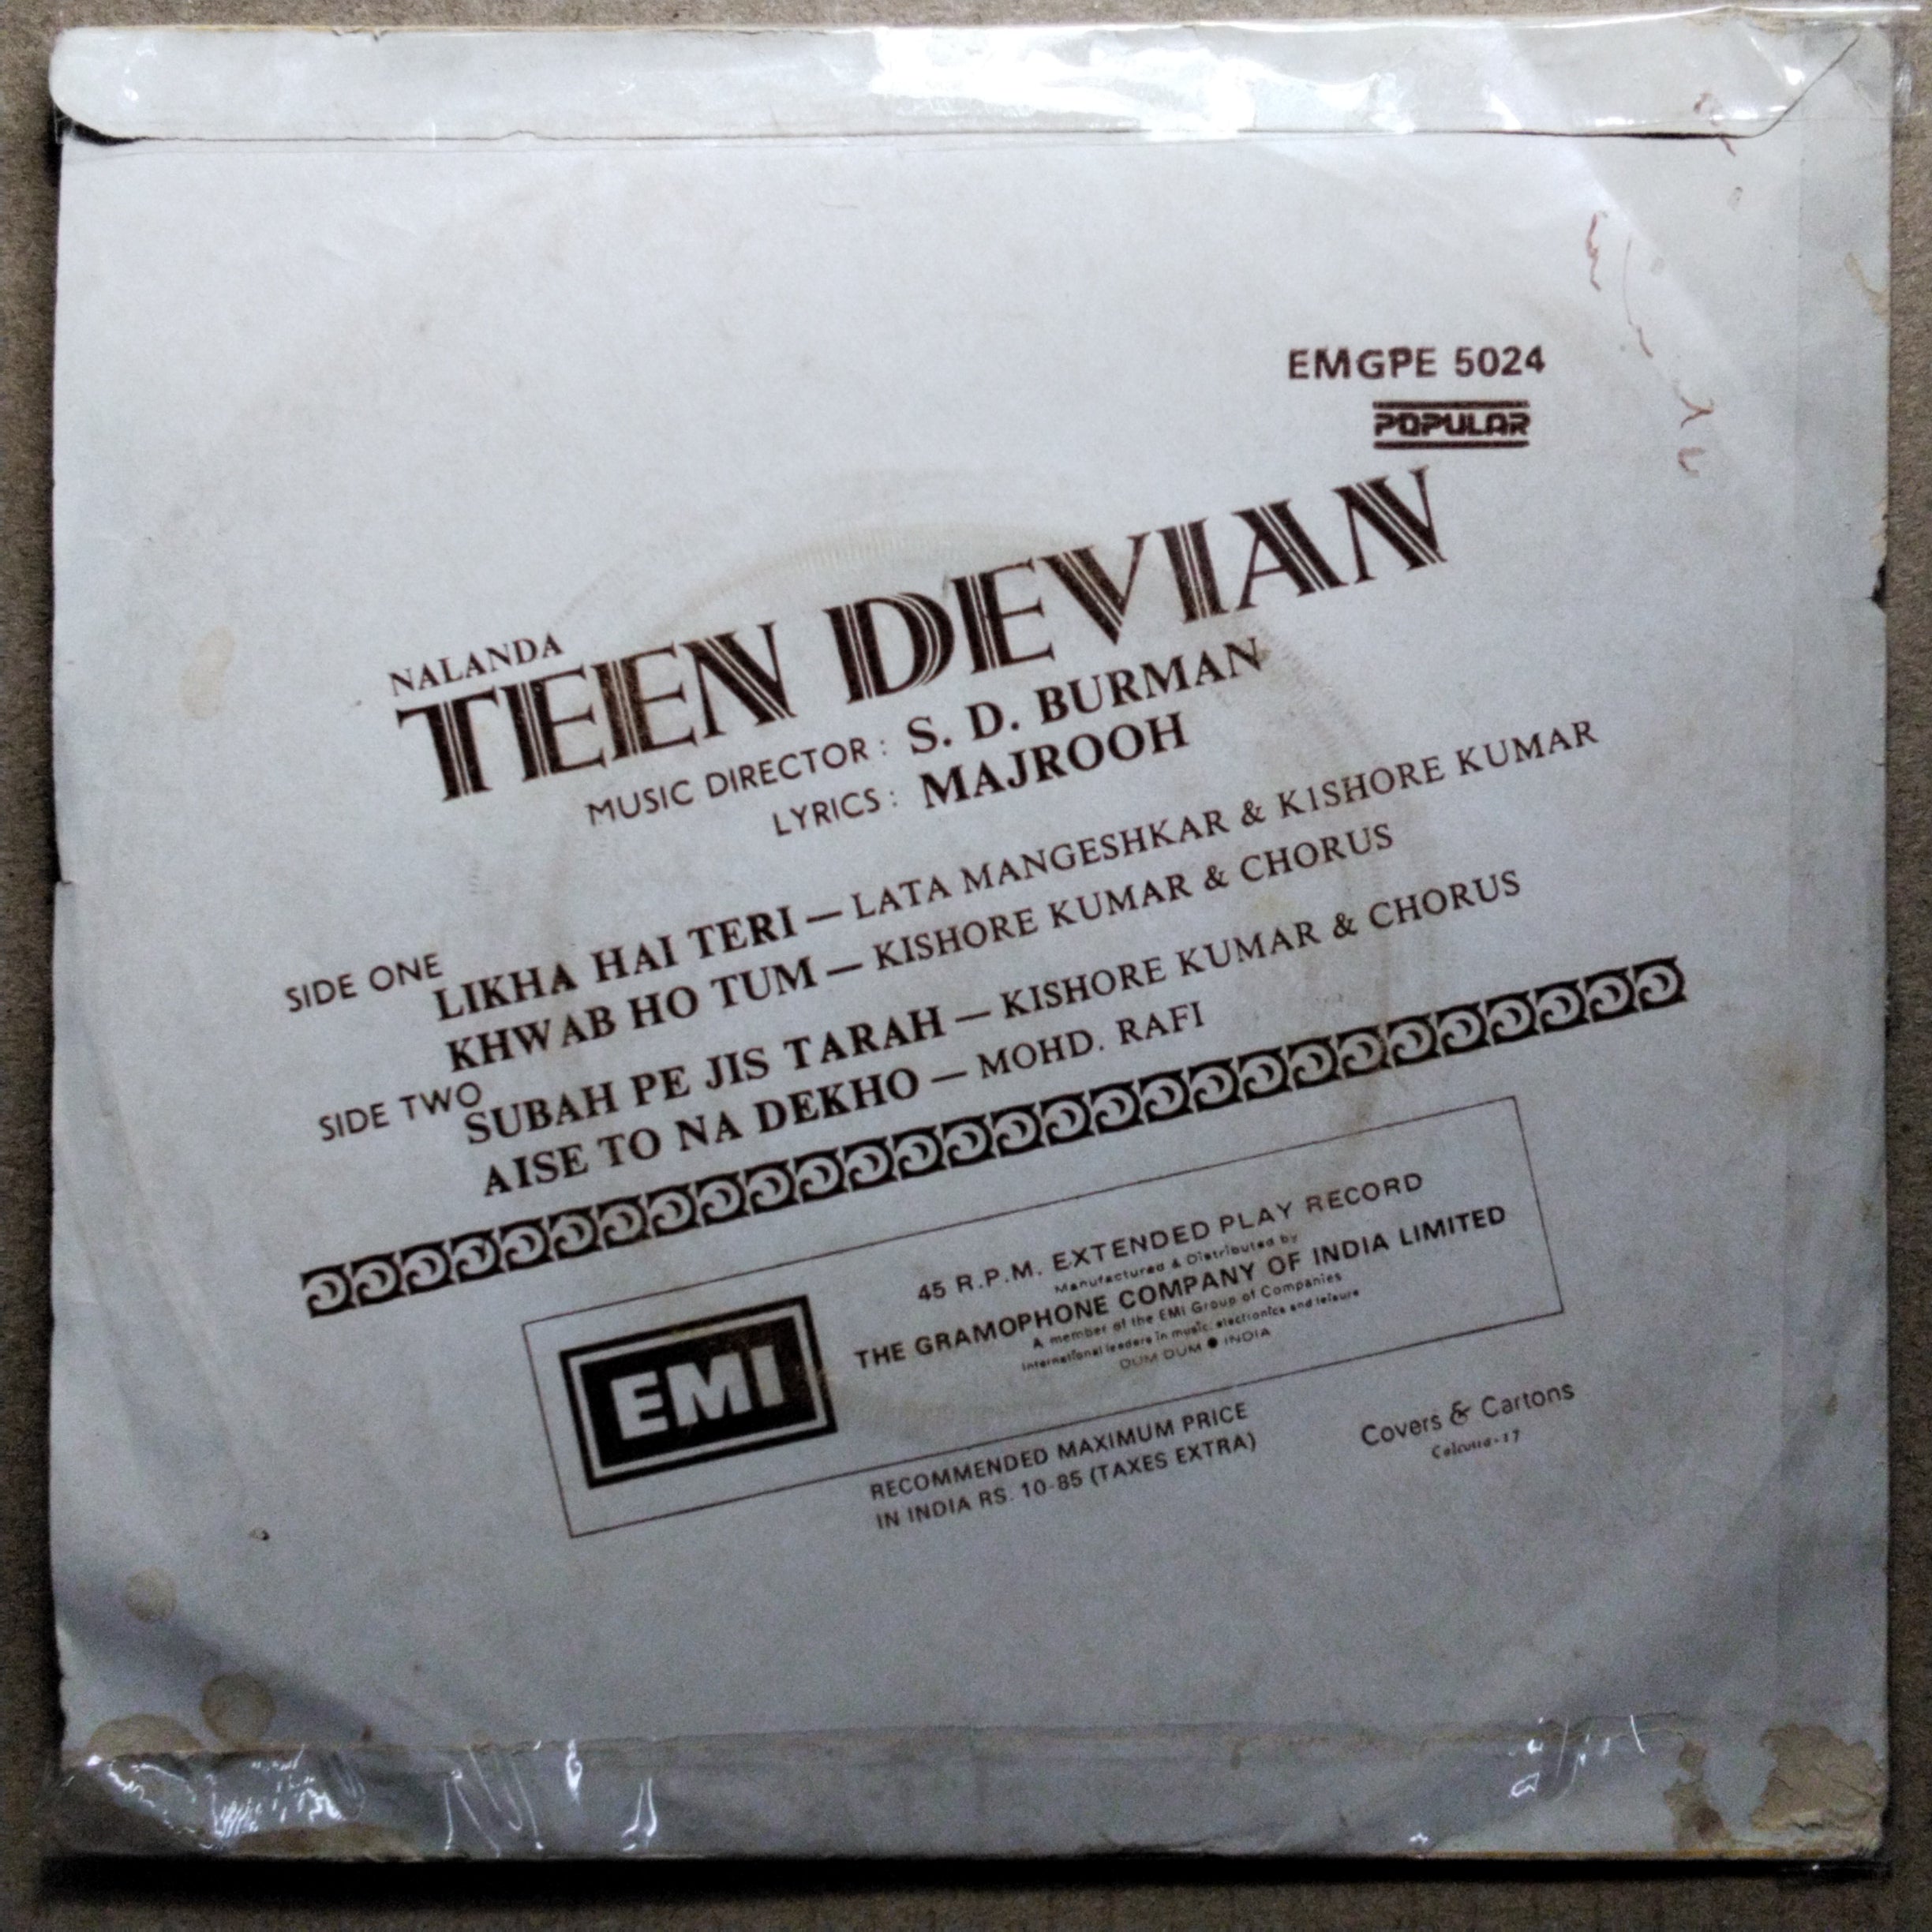 EMGPE 5024
POPULAR
NALANDA
TEEN DEVIAN
MUSIC DIRECTOR : S. D. BURMAN
LYRICS : MAJROOH
SIDE ONE
LIKHA HAI TERI — LATA MANGESHKAR & KISHORE KUMAR
KHWAB HO TUM — KISHORE KUMAR & CHORUS
SIDE TWO
SUBAH PE JIS TARAH — KISHORE KUMAR & CHORUS
AISE TO NA DEKHO — MOHD. RAFI
EMI
45 R.P.M. EXTENDED PLAY RECORD
Manufactured & Distributed by
THE GRAMOPHONE COMPANY OF INDIA LIMITED
A member of the EMI Group of Companies
International leaders in music, electronics and leisure
DUM DUM ● INDIA
RECOMMENDED MAXIMUM PRICE
IN INDIA RS. 10-85 (TAXES EXTRA)
Covers & Cartons
Calcutta-17